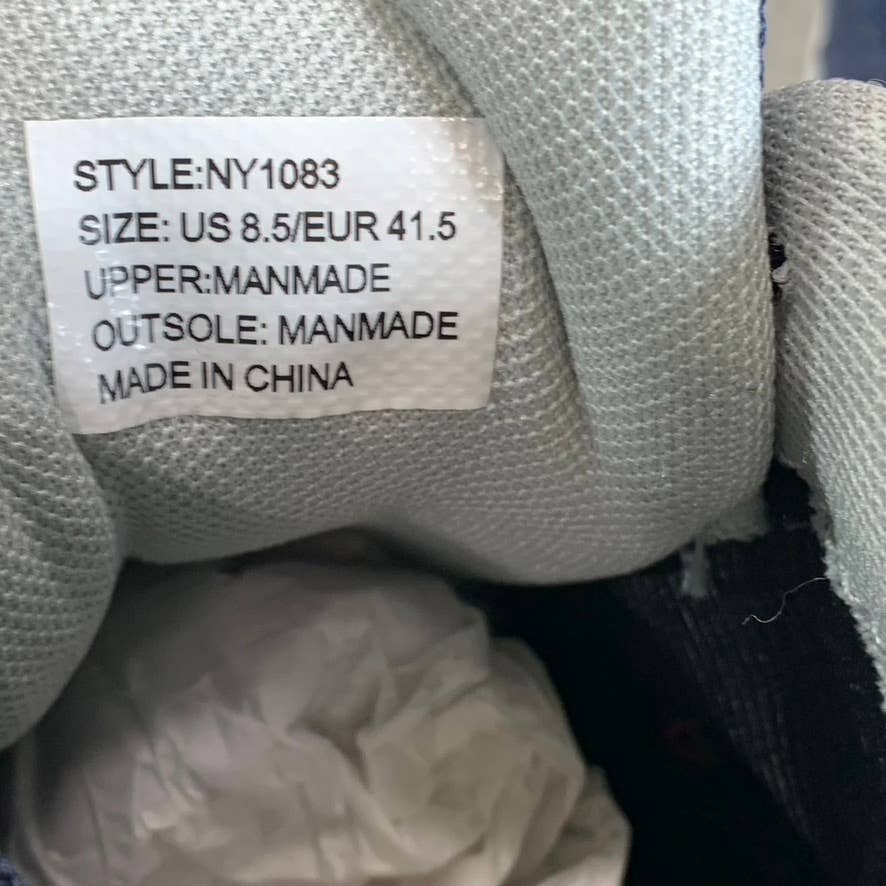 STYLE:NY1083
SIZE: US 8.5/EUR 41.5
UPPER:MANMADE
OUTSOLE: MANMADE
MADE IN CHINA